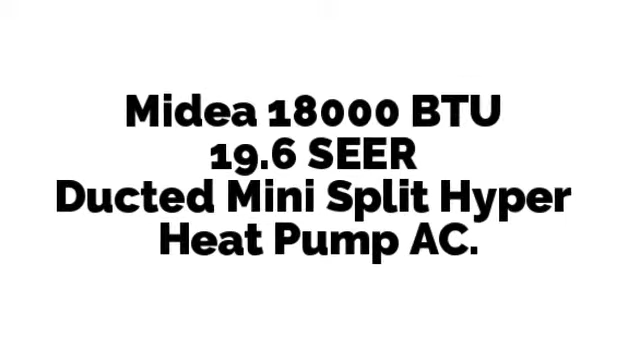 Midea 18000 BTU
19.6 SEER
Ducted Mini Split Hyper
Heat Pump AC.